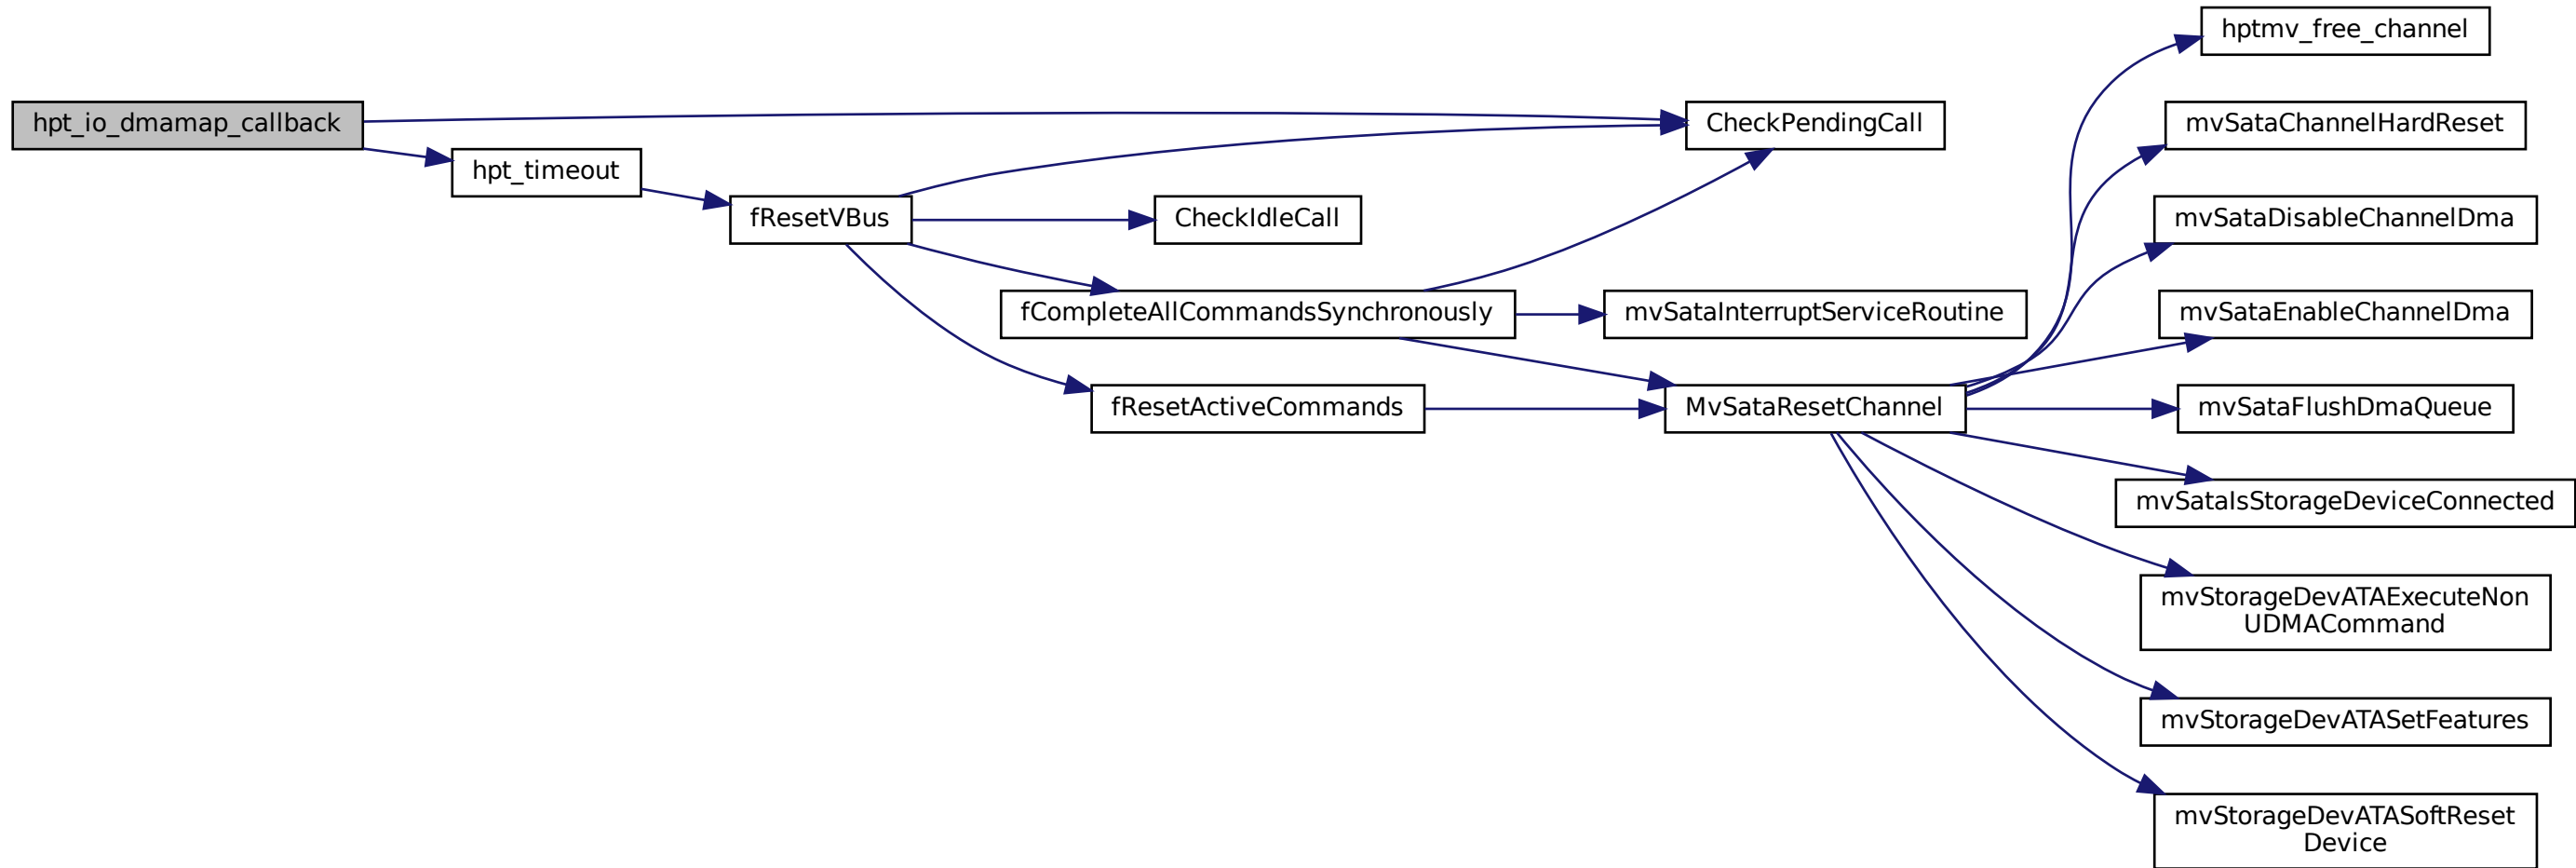 hptmv_free_channel
hpt_io_dmamap_callback
CheckPendingCall
mvSataChannelHardReset
hpt_timeout
fResetVBus
CheckIdleCall
mvSataDisableChannelDma
fCompleteAllCommandsSynchronously
mvSataInterruptServiceRoutine
mvSataEnableChannelDma
fResetActiveCommands
MvSataResetChannel
mvSataFlushDmaQueue
mvSataIsStorageDeviceConnected
mvStorageDevATAExecuteNon
UDMACommand
mvStorageDevATASetFeatures
mvStorageDevATASoftReset
Device